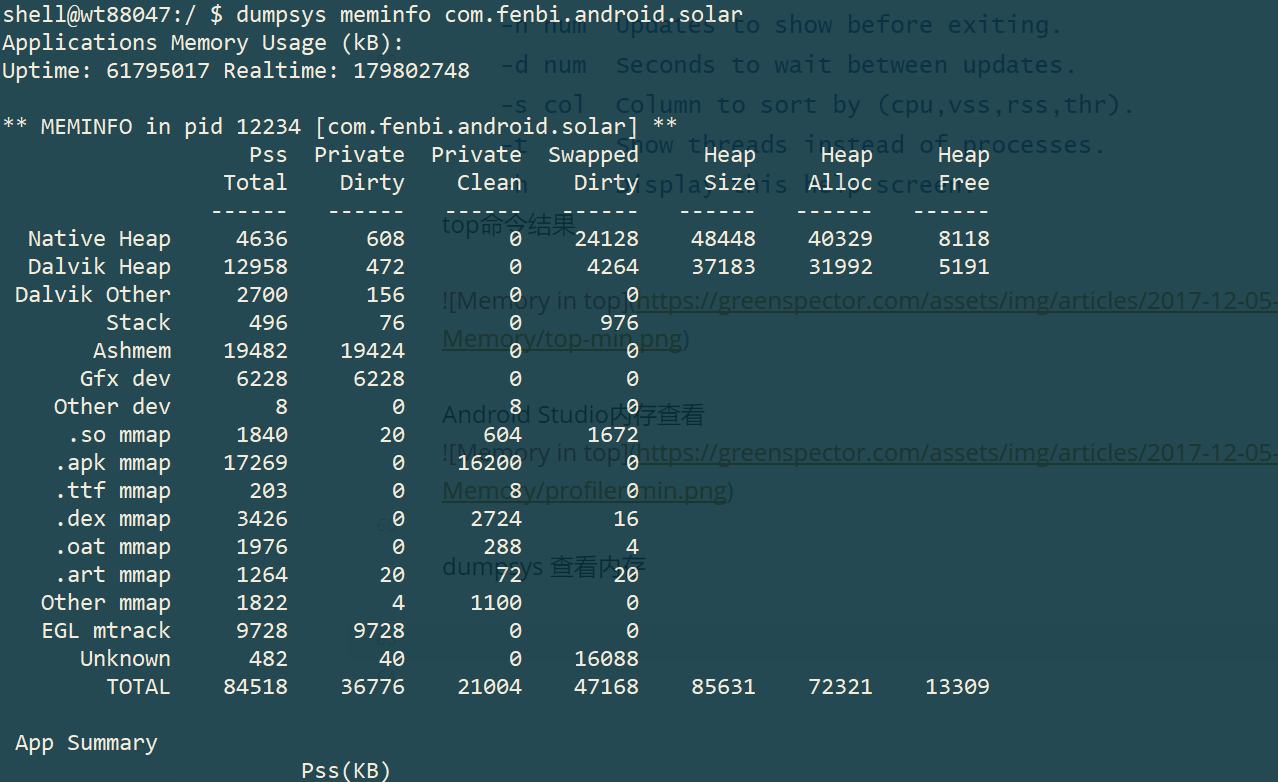 shell@wt88047:/ $ dumpsys meminfo com.fenbi.android.solar
Applications Memory Usage (kB):
Uptime: 61795017 Realtime: 179802748
** MEMINFO in pid 12234 [com.fenbi.android.solar] **
Pss Private Private Swapped Heap Heap Heap
Total Dirty Clean Dirty Size Alloc Free
------ ------ ------ ------ ------ ------ ------
Native Heap 4636 608 0 24128 48448 40329 8118
Dalvik Heap 12958 472 0 4264 37183 31992 5191
Dalvik Other 2700 156 0 0
Stack 496 76 0 976
Ashmem 19482 19424 0 0
Gfx dev 6228 6228 0 0
Other dev 8 0 8 0
.so mmap 1840 20 604 1672
.apk mmap 17269 0 16200 0
.ttf mmap 203 0 8 0
.dex mmap 3426 0 2724 16
.oat mmap 1976 0 288 4
.art mmap 1264 20 72 20
Other mmap 1822 4 1100 0
EGL mtrack 9728 9728 0 0
Unknown 482 40 0 16088
TOTAL 84518 36776 21004 47168 85631 72321 13309
App Summary
Pss(KB)
-n num Updates to show before exiting.
-d num Seconds to wait between updates.
-s col Column to sort by (cpu,vss,rss,thr).
-t Show threads instead of processes.
-h Display this help screen.
top命令结果
![Memory in top](https://greenspector.com/assets/img/articles/2017-12-05-
Memory/top-min.png)
Android Studio内存查看
![Memory in top](https://greenspector.com/assets/img/articles/2017-12-05-
Memory/profiler-min.png)
dumpsys 查看内存